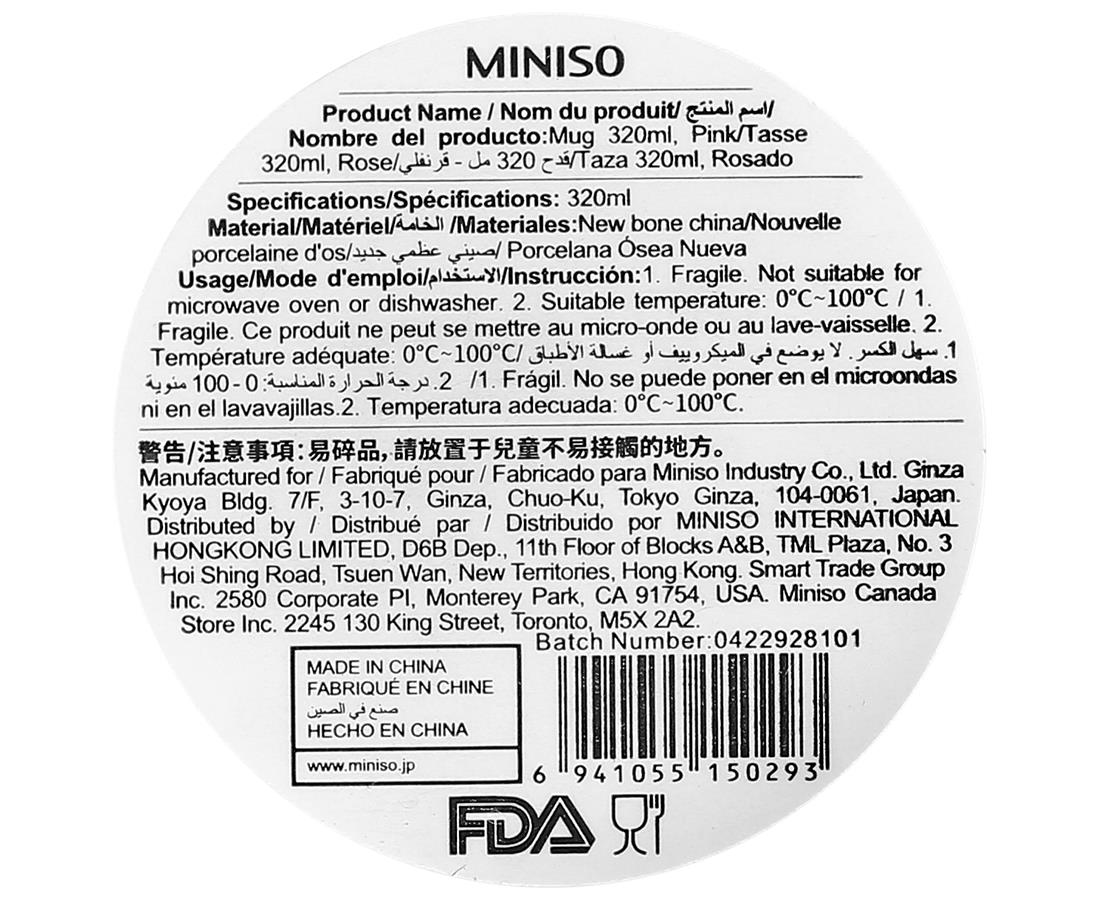 MINISO
Product Name / Nom du produit/ اسم المنتج/
Nombre del producto:Mug 320ml, Pink/Tasse
320ml, Rose/قدح 320 مل - قرنفلي/Taza 320ml, Rosado
Specifications/Spécifications: 320ml
Material/Matériel/الخامة /Materiales:New bone china/Nouvelle
porcelaine d'os/صيني عظمي جديد/ Porcelana Ósea Nueva
Usage/Mode d'emploi/الاستخدام/Instrucción:1. Fragile. Not suitable for
microwave oven or dishwasher. 2. Suitable temperature: 0°C~100°C / 1.
Fragile. Ce produit ne peut se mettre au micro-onde ou au lave-vaisselle. 2.
Température adéquate: 0°C~100°C/ 1. سهل الكسر. لا يوضع في الميكروييف أو غسالة الأطباق
2. درجة الحرارة المناسبة: 0 - 100 منوية /1. Frágil. No se puede poner en el microondas
ni en el lavavajillas.2. Temperatura adecuada: 0°C~100°C.
警告/注意事項:易碎品,請放置于兒童不易接觸的地方。
Manufactured for / Fabriqué pour / Fabricado para Miniso Industry Co., Ltd. Ginza
Kyoya Bldg. 7/F, 3-10-7, Ginza, Chuo-Ku, Tokyo Ginza, 104-0061, Japan.
Distributed by / Distribué par / Distribuido por MINISO INTERNATIONAL
HONGKONG LIMITED, D6B Dep., 11th Floor of Blocks A&B, TML Plaza, No. 3
Hoi Shing Road, Tsuen Wan, New Territories, Hong Kong. Smart Trade Group
Inc. 2580 Corporate Pl, Monterey Park, CA 91754, USA. Miniso Canada
Store Inc. 2245 130 King Street, Toronto, M5X 2A2.
Batch Number:0422928101
MADE IN CHINA
FABRIQUÉ EN CHINE
صنع في الصين
HECHO EN CHINA
www.miniso.jp
6 941055 150293
FDA